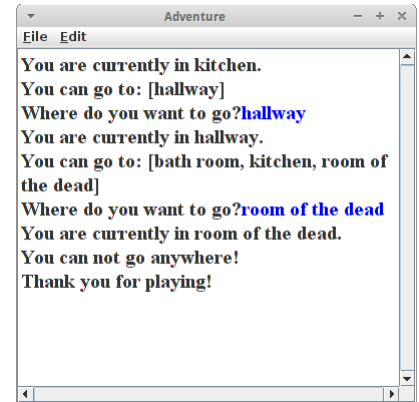 Adventure
File Edit
You are currently in kitchen.
You can go to: [hallway]
Where do you want to go?hallway
You are currently in hallway.
You can go to: [bath room, kitchen, room of
the dead]
Where do you want to go?room of the dead
You are currently in room of the dead.
You can not go anywhere!
Thank you for playing!